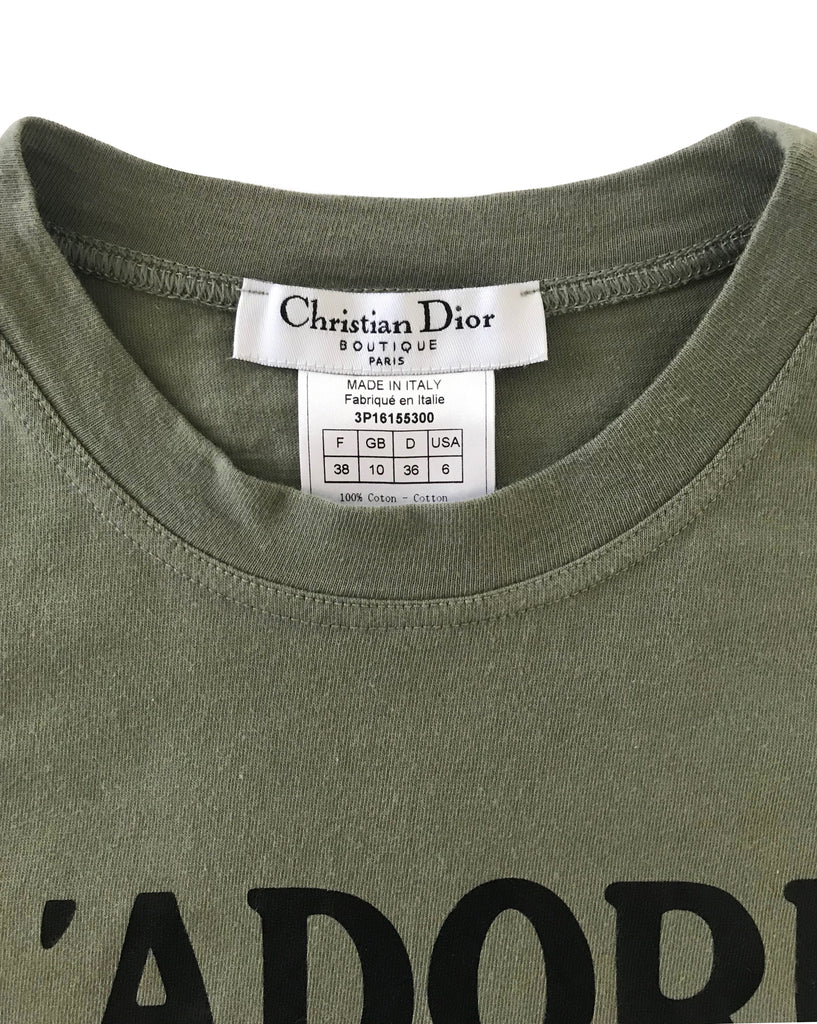 Christian Dior
BOUTIQUE
PARIS
MADE IN ITALY
Fabriqué en Italie
3P16155300
F GB D USA
38 10 36 6
100% Coton - Cotton
'ADOR